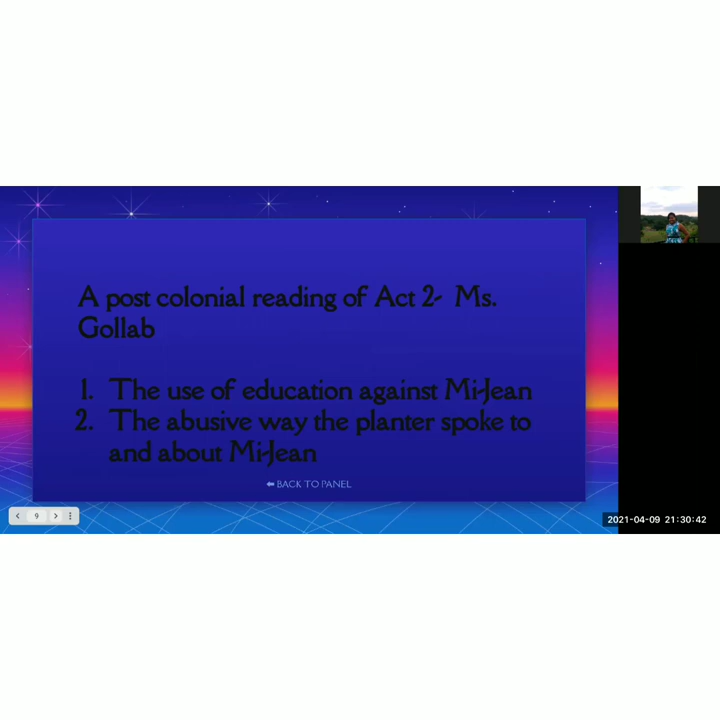 A post colonial reading of Act 2- Ms.
Gollab
1. The use of education against Mi-Jean
2. The abusive way the planter spoke to
and about Mi-Jean
⬅ BACK TO PANEL
9
2021-04-09 21:30:42